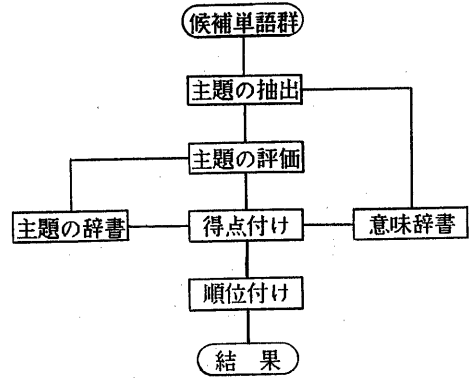 候補単語群
主題の抽出
主題の評価
主題の辞書
得点付け
意味辞書
順位付け
結 果